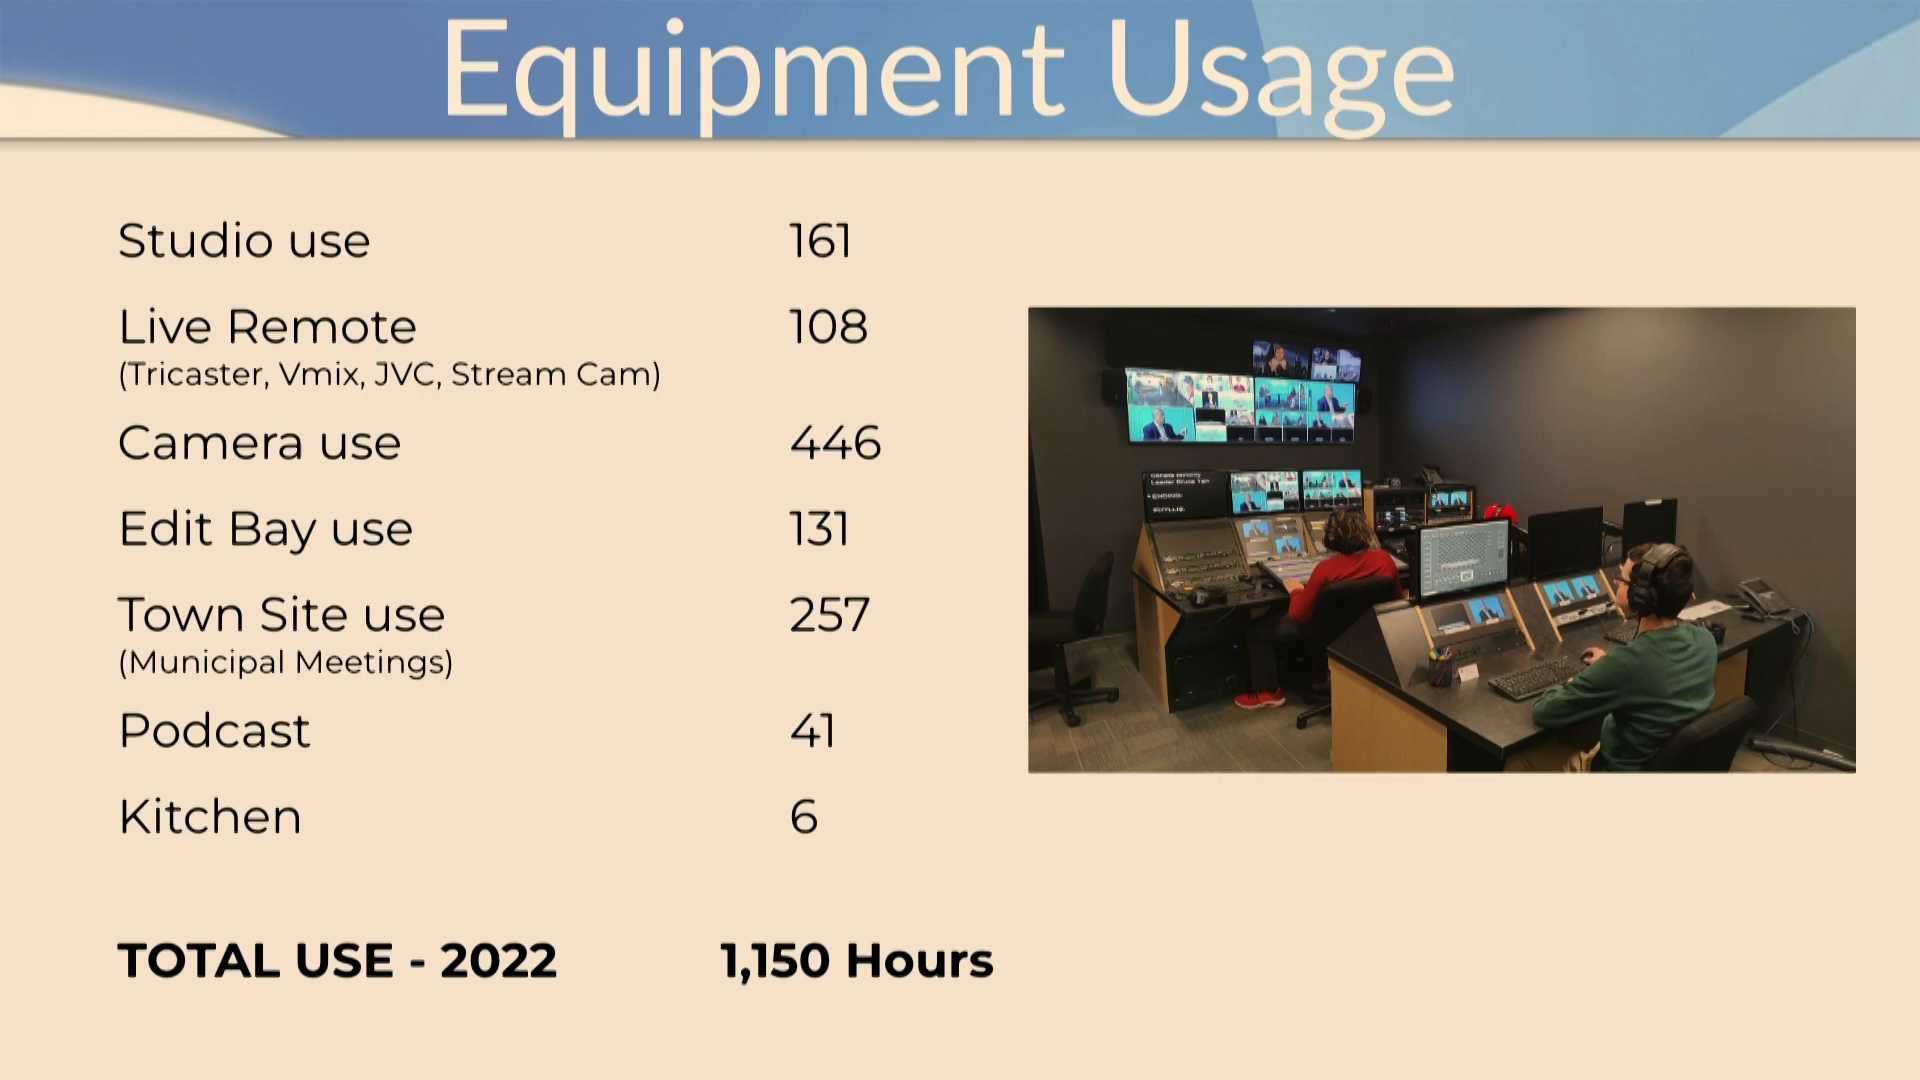 Equipment Usage
Studio use 161
Live Remote 108
(Tricaster, Vmix, JVC, Stream Cam)
Camera use 446
Edit Bay use 131
Town Site use 257
(Municipal Meetings)
Podcast 41
Kitchen 6
TOTAL USE - 2022 1,150 Hours